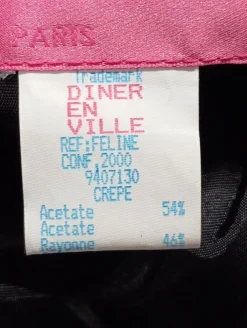 PARIS
Trademark
DINER
EN
VILLE
REF:FELINE
CONF,2000
9407130
CREPE
Acetate 54%
Acetate
Rayonne 46%